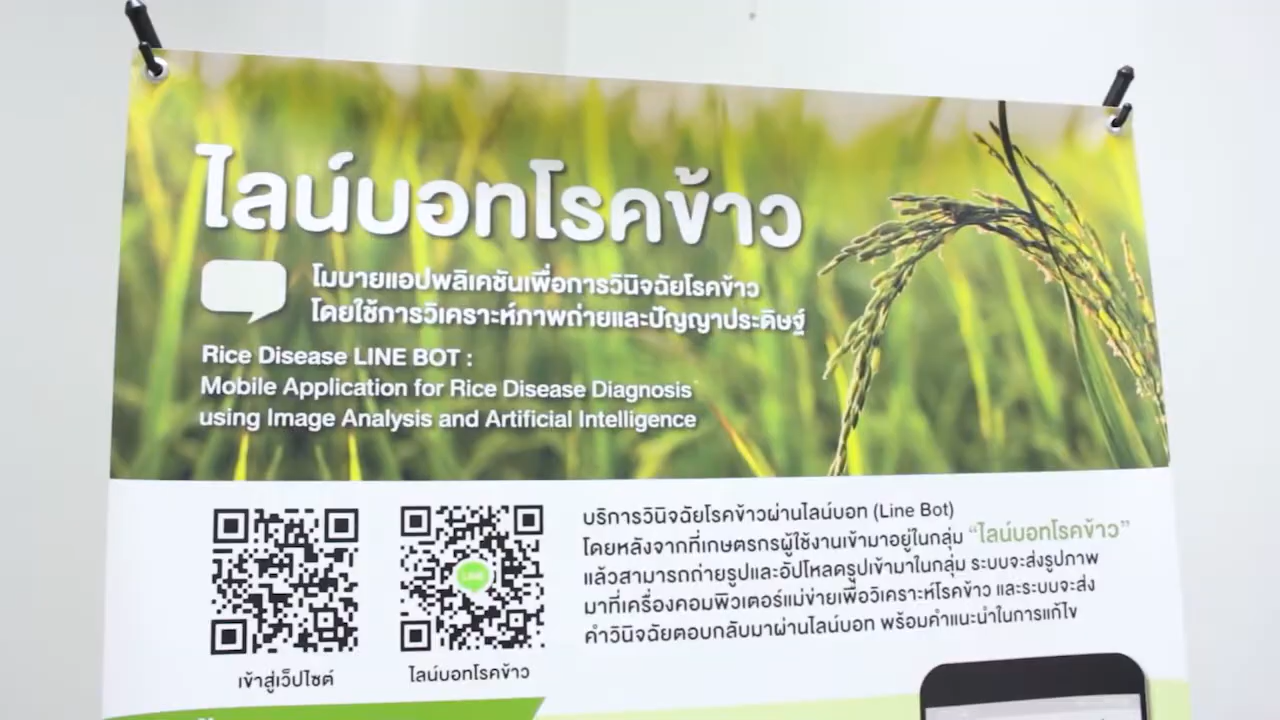 ไลน์บอทโรคข้าว
โมบายแอปพลิเคชันเพื่อการวินิจฉัยโรคข้าว
โดยใช้การวิเคราะห์ภาพถ่ายและปัญญาประดิษฐ์
Rice Disease LINE BOT :
Mobile Application for Rice Disease Diagnosis
using Image Analysis and Artificial Intelligence
LINE
เข้าสู่เว็ปไซต์
ไลน์บอทโรคข้าว
บริการวินิจฉัยโรคข้าวผ่านไลน์บอท (Line Bot)
โดยหลังจากที่เกษตรกรผู้ใช้งานเข้ามาอยู่ในกลุ่ม “ไลน์บอทโรคข้าว”
แล้วสามารถถ่ายรูปและอัปโหลดรูปเข้ามาในกลุ่ม ระบบจะส่งรูปภาพ
มาที่เครื่องคอมพิวเตอร์แม่ข่ายเพื่อวิเคราะห์โรคข้าว และระบบจะส่ง
คำวินิจฉัยตอบกลับมาผ่านไลน์บอท พร้อมคำแนะนำในการแก้ไข